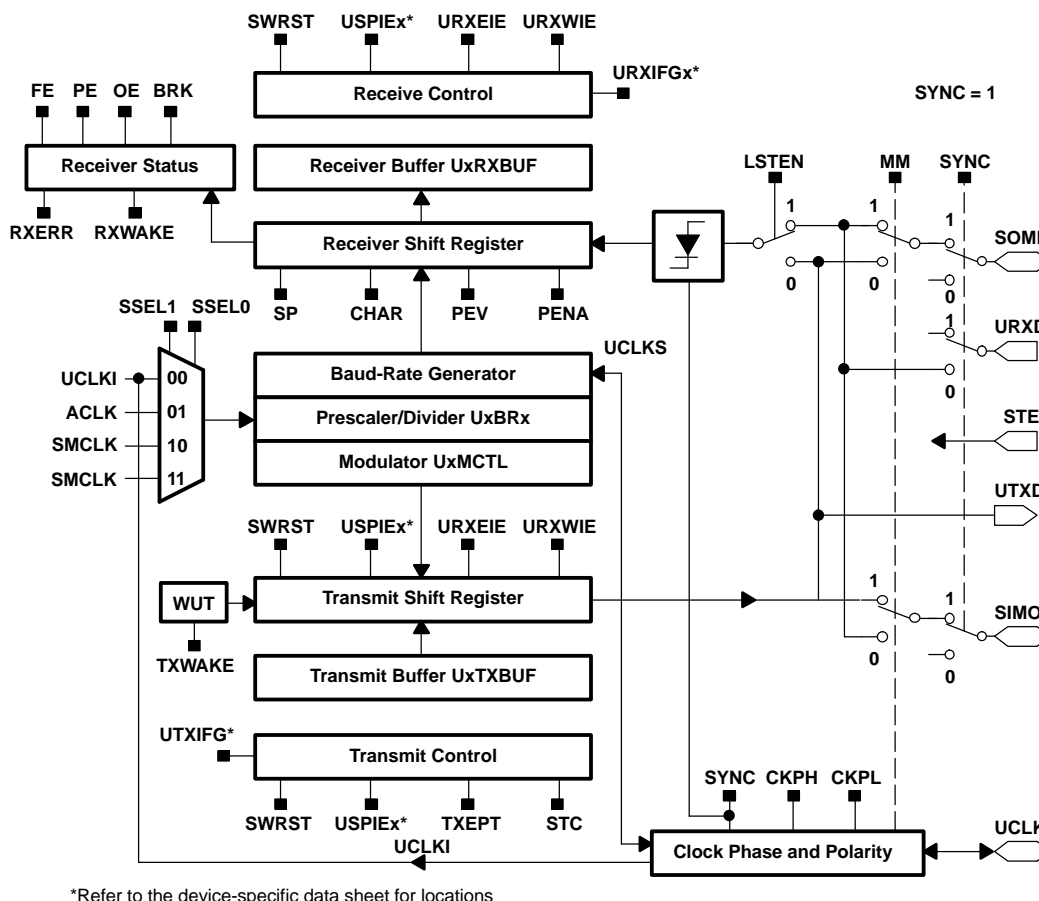 SWRST USPIEx* URXEIE URXWIE
Receive Control
URXIFGx*
SYNC = 1
FE PE OE BRK
Receiver Status
RXERR RXWAKE
Receiver Buffer UxRXBUF
Receiver Shift Register
SP CHAR PEV PENA
LSTEN MM SYNC
1 1 1
0 0 0
SOMI
1
0
URXD
STE
UTXD
SSEL1 SSEL0
UCLKI 00
ACLK 01
SMCLK 10
SMCLK 11
UCLKS
Baud-Rate Generator
Prescaler/Divider UxBRx
Modulator UxMCTL
SWRST USPIEx* URXEIE URXWIE
WUT
TXWAKE
Transmit Shift Register
Transmit Buffer UxTXBUF
1 1
0 0
SIMO
UTXIFG*
Transmit Control
SWRST USPIEx* TXEPT STC
UCLKI
SYNC CKPH CKPL
Clock Phase and Polarity
UCLK
*Refer to the device-specific data sheet for locations